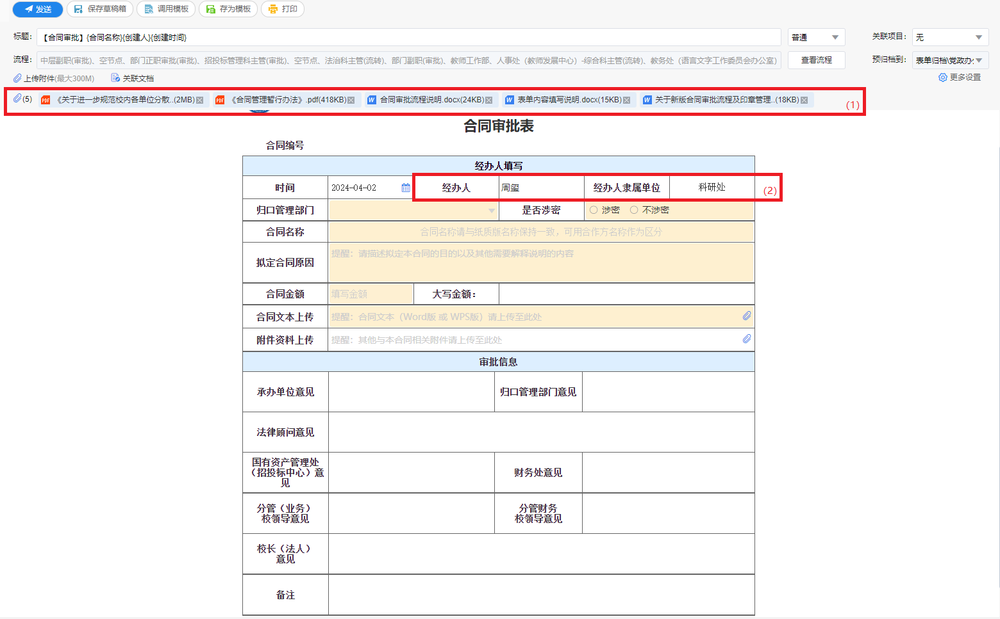 发送 保存草稿箱 调用模板 存为模板 打印
标题： 【合同审批】{合同名称}{创建人}{创建时间} 普通 关联项目： 无
流程： 中层副职(审批)、空节点、部门正职审批(审批)、招投标管理科主管(审批)、空节点、法治科主管(流转)、部门副职(审批)、教师工作部、人事处（教师发展中心）-综合科主管(流转)、教务处（语言文字工作委员会办公室） 查看流程 预归档到： 表单归档\党政办
上传附件(最大300M) 关联文档 更多设置
(5) 《关于进一步规范校内各单位分散..(2MB) 《合同管理暂行办法》.pdf(418KB) 合同审批流程说明.docx(24KB) 表单内容填写说明.docx(15KB) 关于新版合同审批流程及印章管理..(18KB) (1)
合同审批表
合同编号
经办人填写
时间 2024-04-02 经办人 周玺 经办人隶属单位 科研处 (2)
归口管理部门 是否涉密 涉密 不涉密
合同名称 合同名称请与纸质版名称保持一致，可用合作方名称作为区分
拟定合同原因 提醒：请描述拟定本合同的目的以及其他需要解释说明的内容
合同金额 填写金额 大写金额：
合同文本上传 提醒：合同文本（Word版 或 WPS版）请上传至此处
附件资料上传 提醒：其他与本合同相关附件请上传至此处
审批信息
承办单位意见 归口管理部门意见
法律顾问意见
国有资产管理处
（招投标中心）意
见
财务处意见
分管（业务）
校领导意见
分管财务
校领导意见
校长（法人）
意见
备注